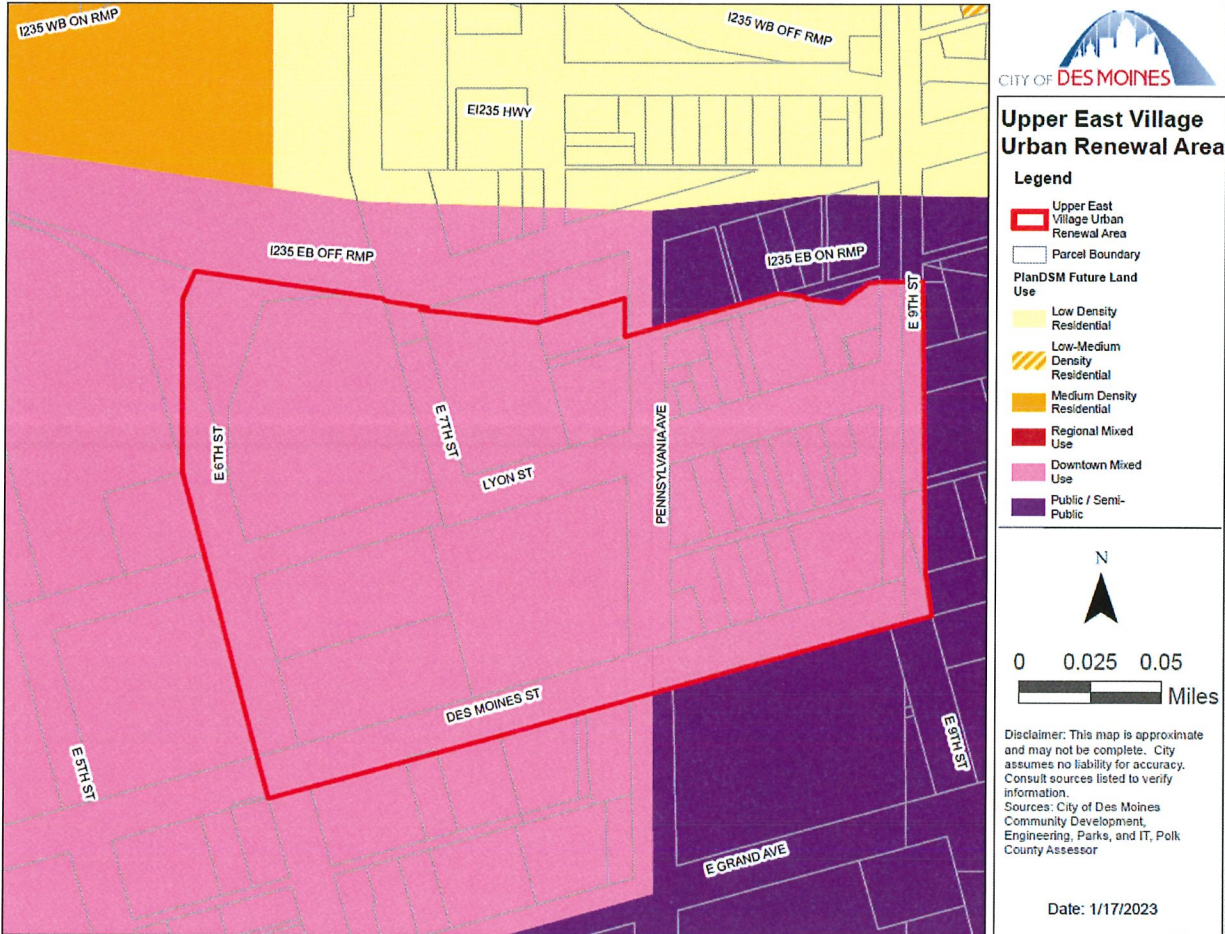 I235 WB ON RMP
I235 WB OFF RMP
EI235 HWY
I235 EB OFF RMP
I235 EB ON RMP
E 9TH ST
E 6TH ST
E 7TH ST
LYON ST
PENNSYLVANIA AVE
DES MOINES ST
E 5TH ST
E 9TH ST
E GRAND AVE
CITY OF DES MOINES
Upper East Village
Urban Renewal Area
Legend
Upper East
Village Urban
Renewal Area
Parcel Boundary
PlanDSM Future Land
Use
Low Density
Residential
Low-Medium
Density
Residential
Medium Density
Residential
Regional Mixed
Use
Downtown Mixed
Use
Public / Semi-
Public
N
0 0.025 0.05
Miles
Disclaimer: This map is approximate
and may not be complete. City
assumes no liability for accuracy.
Consult sources listed to verify
information.
Sources: City of Des Moines
Community Development,
Engineering, Parks, and IT, Polk
County Assessor
Date: 1/17/2023